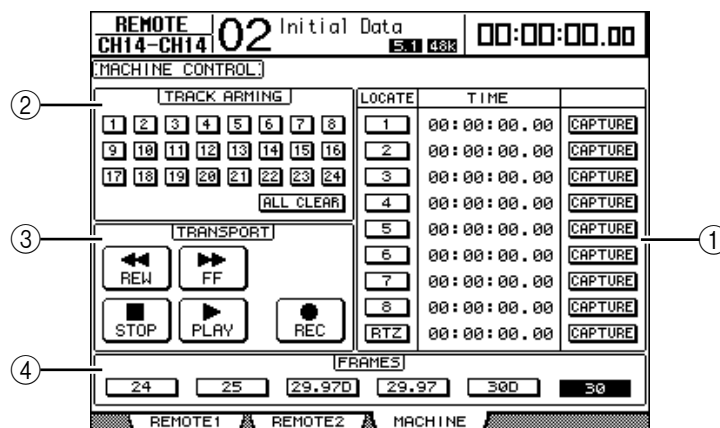 REMOTE
CH14-CH14
02
Initial Data
5.1 48k
00:00:00.00
MACHINE CONTROL
②
TRACK ARMING
1 2 3 4 5 6 7 8
9 10 11 12 13 14 15 16
17 18 19 20 21 22 23 24
ALL CLEAR
③
TRANSPORT
REW FF
STOP PLAY REC
LOCATE TIME
1 00:00:00.00 CAPTURE
2 00:00:00.00 CAPTURE
3 00:00:00.00 CAPTURE
4 00:00:00.00 CAPTURE
5 00:00:00.00 CAPTURE
6 00:00:00.00 CAPTURE
7 00:00:00.00 CAPTURE
8 00:00:00.00 CAPTURE
RTZ 00:00:00.00 CAPTURE
①
④
FRAMES
24 25 29.97D 29.97 30D 30
REMOTE1 REMOTE2 MACHINE